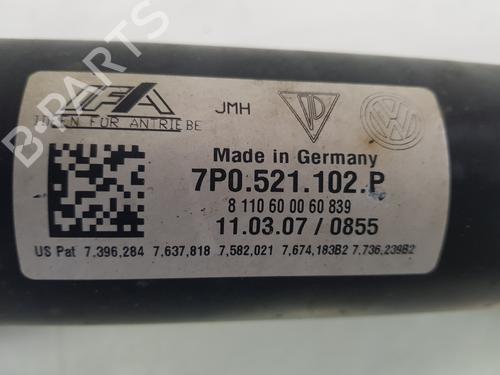 IFA
IDEEN FÜR ANTRIEBE
JMH
VW
Made in Germany
7P0.521.102.P
8 110 60 00 60 839
11.03.07 / 0855
US Pat 7,396,284 7,637,818 7,582,021 7,674,183B2 7,736,239B2
B-PARTS